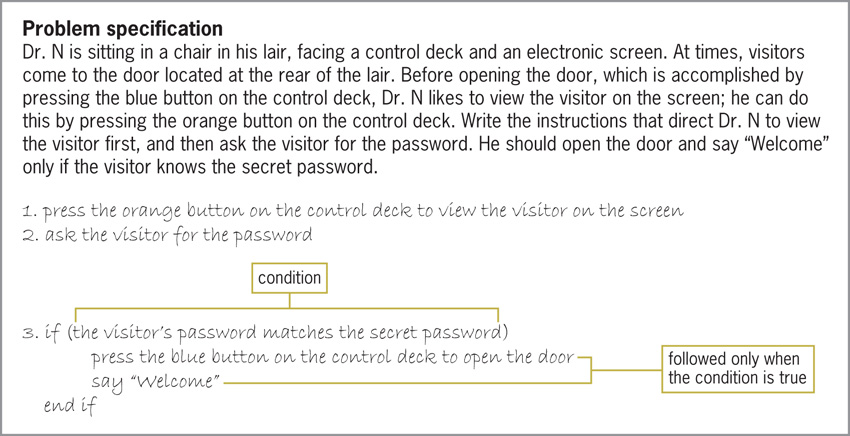 Problem specification
Dr. N is sitting in a chair in his lair, facing a control deck and an electronic screen. At times, visitors
come to the door located at the rear of the lair. Before opening the door, which is accomplished by
pressing the blue button on the control deck, Dr. N likes to view the visitor on the screen; he can do
this by pressing the orange button on the control deck. Write the instructions that direct Dr. N to view
the visitor first, and then ask the visitor for the password. He should open the door and say “Welcome”
only if the visitor knows the secret password.
1. press the orange button on the control deck to view the visitor on the screen
2. ask the visitor for the password
condition
3. if (the visitor’s password matches the secret password)
press the blue button on the control deck to open the door
say “Welcome”
end if
followed only when
the condition is true